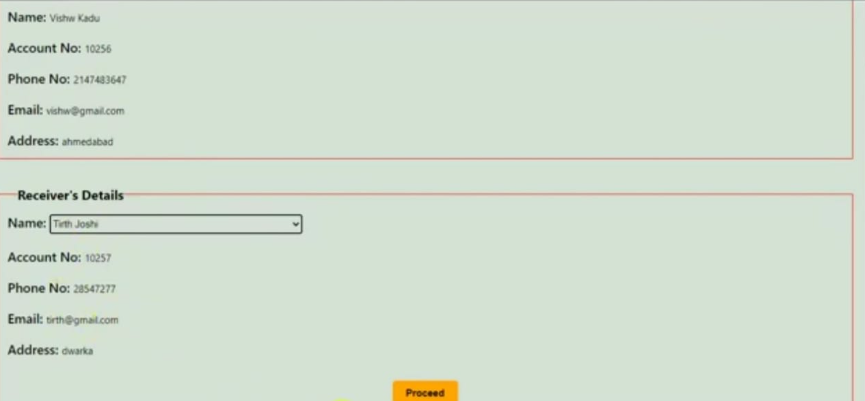 Name: Vishw Kadu
Account No: 10256
Phone No: 2147483647
Email: vishw@gmail.com
Address: ahmedabad
Receiver's Details
Name: Tirth Joshi
Account No: 10257
Phone No: 28547277
Email: tirth@gmail.com
Address: dwarka
Proceed